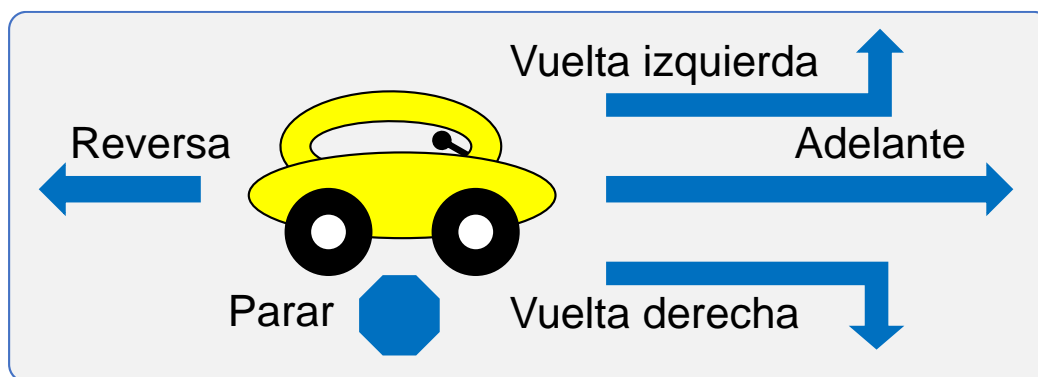 Vuelta izquierda
Reversa
Adelante
Parar
Vuelta derecha